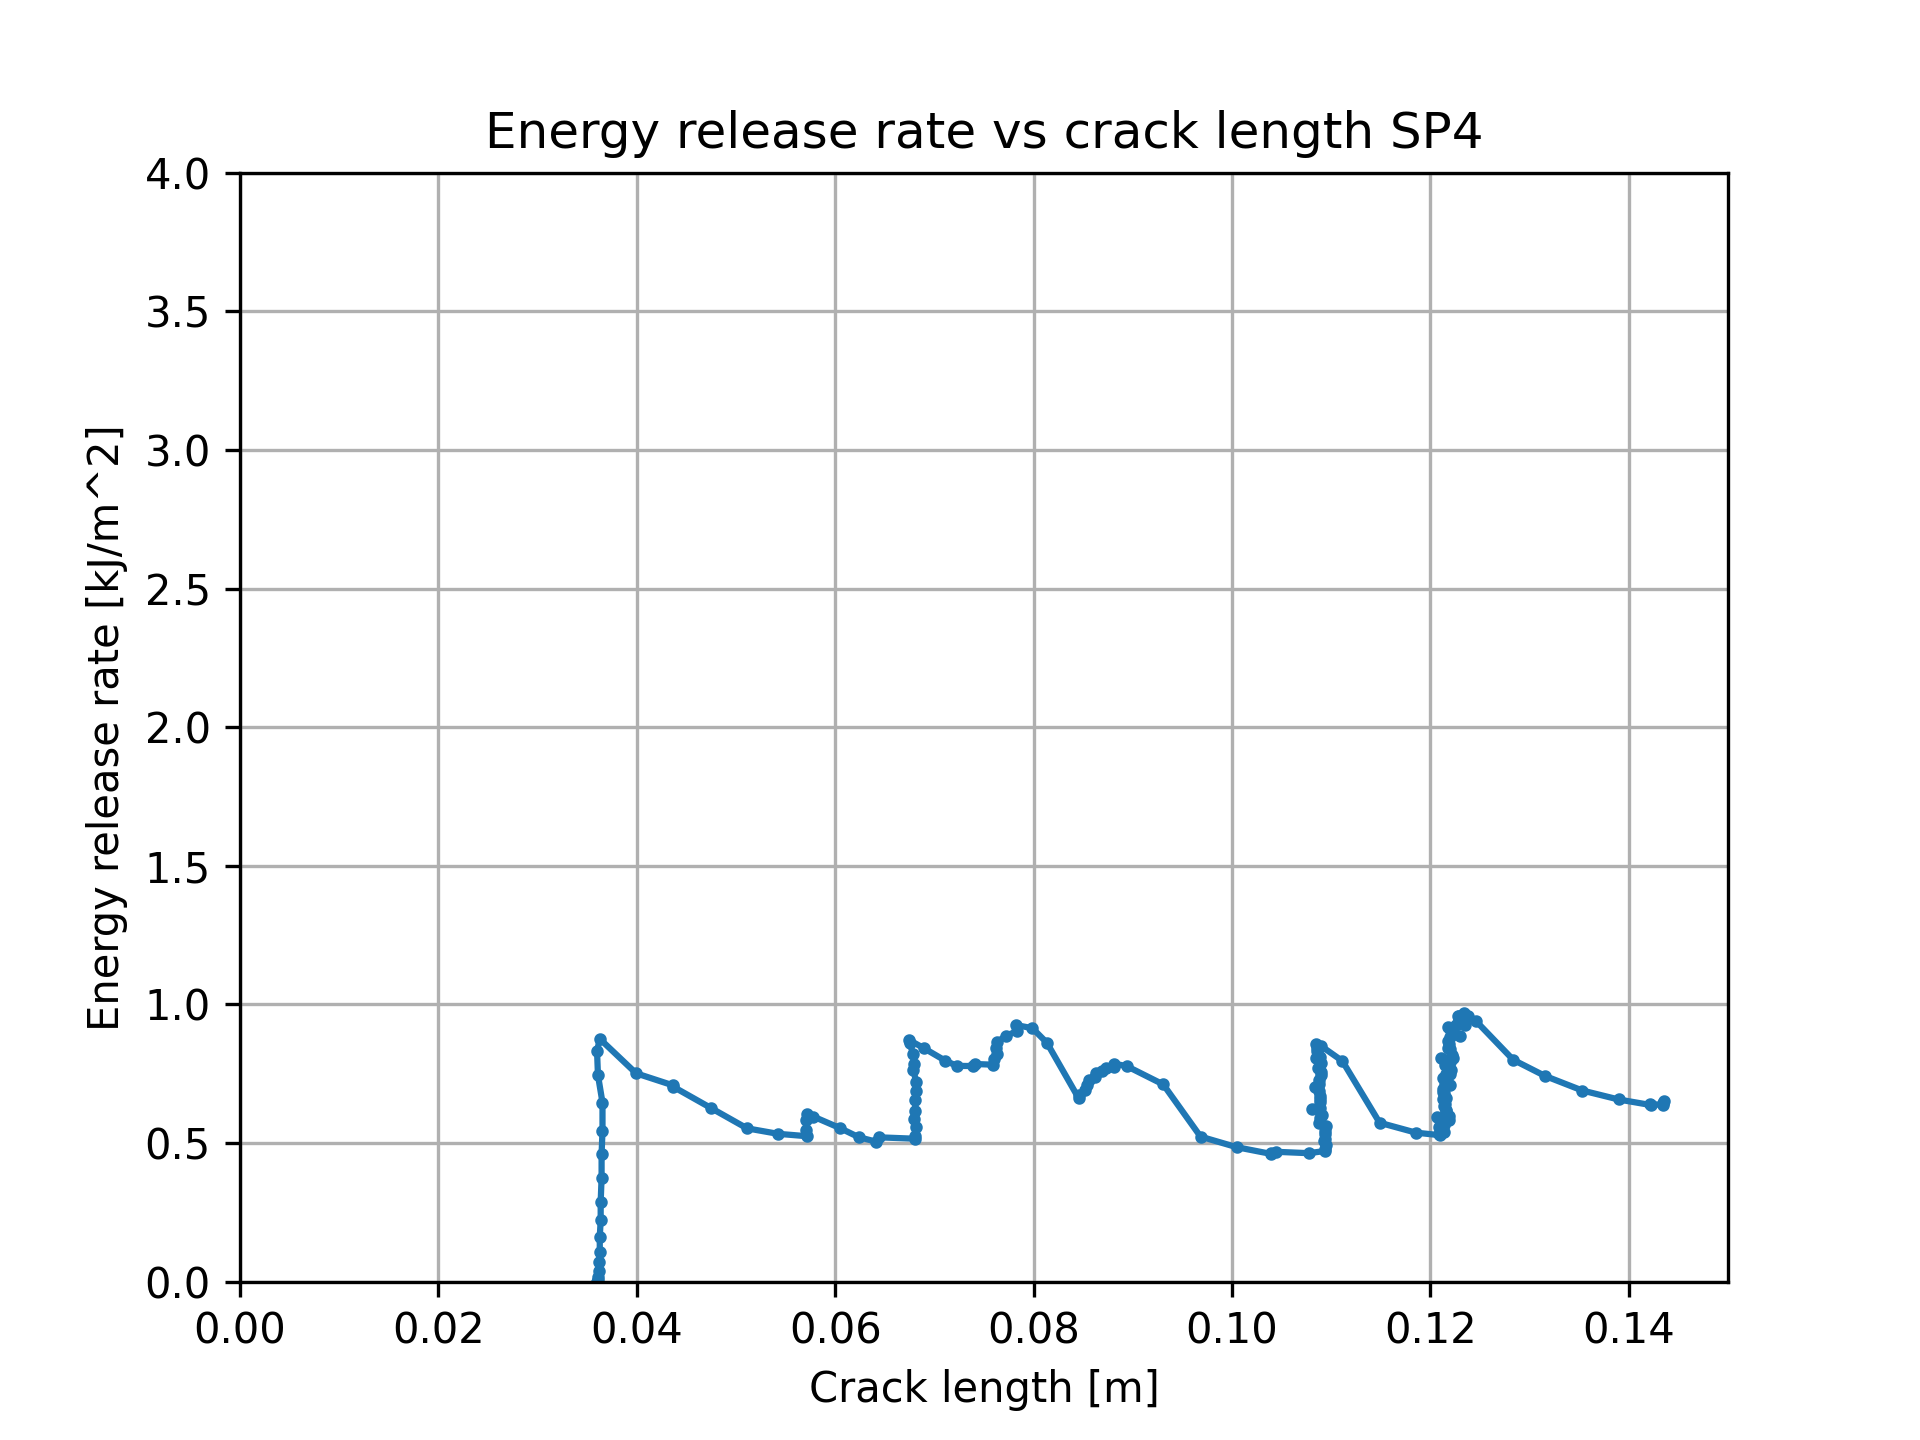 Energy release rate vs crack length SP4
4.0
3.5
3.0
2.5
2.0
1.5
1.0
0.5
0.0
Energy release rate [kJ/m^2]
0.00 0.02 0.04 0.06 0.08 0.10 0.12 0.14
Crack length [m]